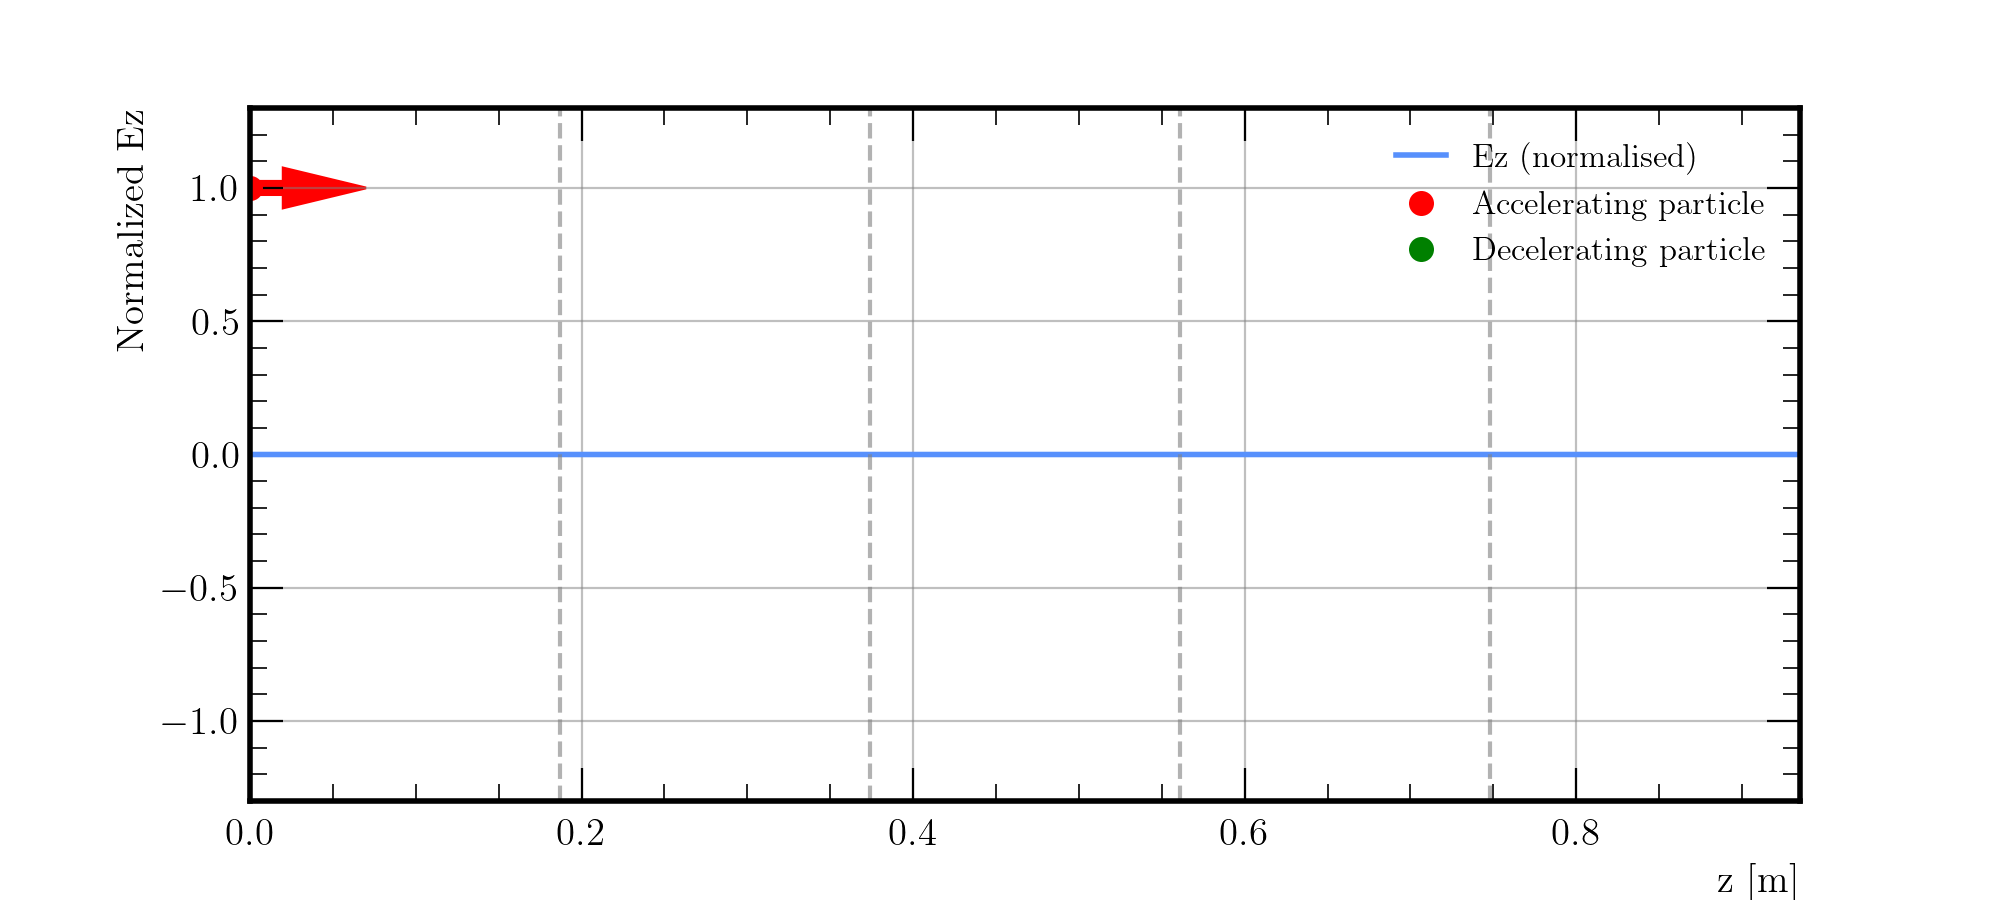 Normalized Ez
1.0
0.5
0.0
−0.5
−1.0
Ez (normalised)
Accelerating particle
Decelerating particle
0.0 0.2 0.4 0.6 0.8
z [m]